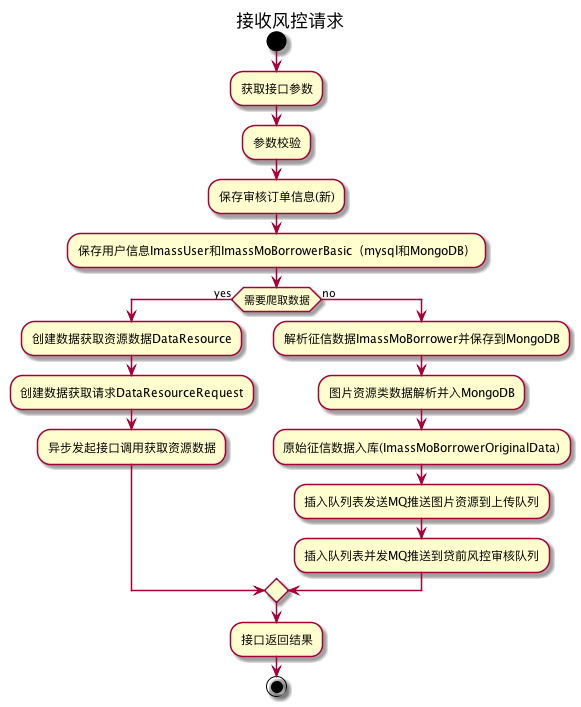 接收风控请求
获取接口参数
参数校验
保存审核订单信息(新)
保存用户信息ImassUser和ImassMoBorrowerBasic（mysql和MongoDB）
yes
需要爬取数据
no
创建数据获取资源数据DataResource
创建数据获取请求DataResourceRequest
异步发起接口调用获取资源数据
解析征信数据ImassMoBorrower并保存到MongoDB
图片资源类数据解析并入MongoDB
原始征信数据入库(ImassMoBorrowerOriginalData)
插入队列表发送MQ推送图片资源到上传队列
插入队列表并发MQ推送到贷前风控审核队列
接口返回结果